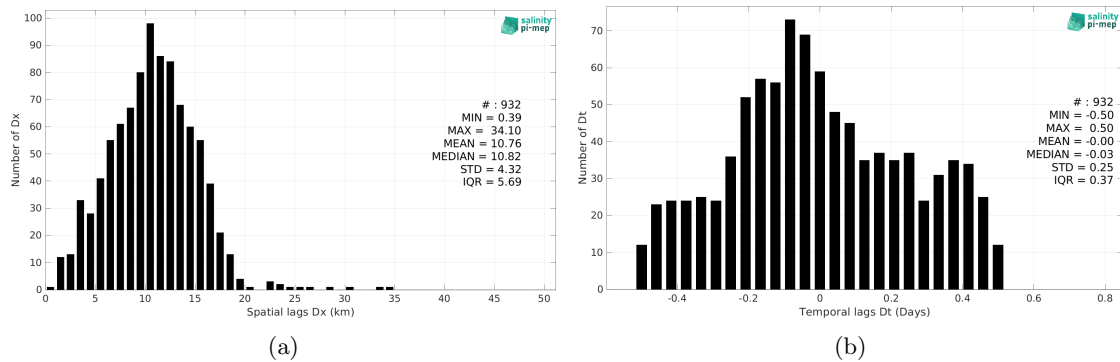 salinity
pi-mep
100
90
80
70
60
50
40
30
20
10
0
Number of Dx
# : 932
MIN = 0.39
MAX = 34.10
MEAN = 10.76
MEDIAN = 10.82
STD = 4.32
IQR = 5.69
0 5 10 15 20 25 30 35 40 45 50
Spatial lags Dx (km)
(a)
salinity
pi-mep
70
60
50
40
30
20
10
0
Number of Dt
# : 932
MIN = -0.50
MAX = 0.50
MEAN = -0.00
MEDIAN = -0.03
STD = 0.25
IQR = 0.37
-0.4 -0.2 0 0.2 0.4 0.6 0.8
Temporal lags Dt (Days)
(b)